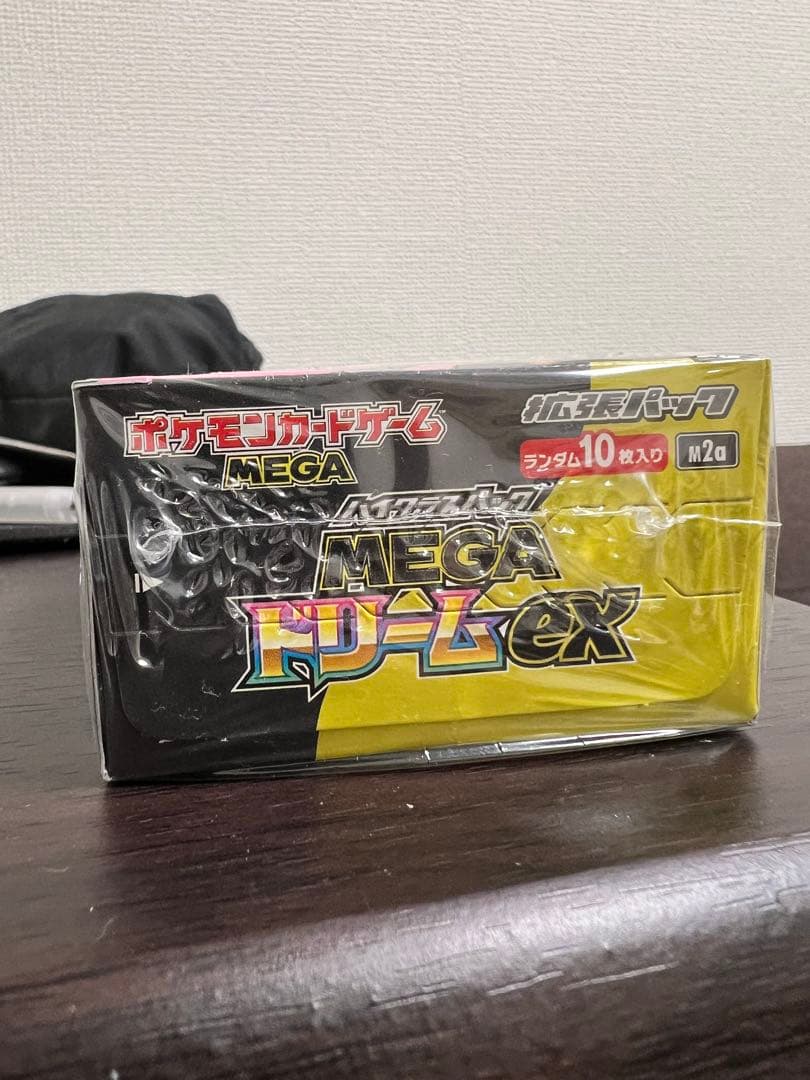 ポケモンカードゲーム
MEGA
拡張パック
ランダム10枚入り
M2a
ハイクラスパック
MEGA
ドリームex